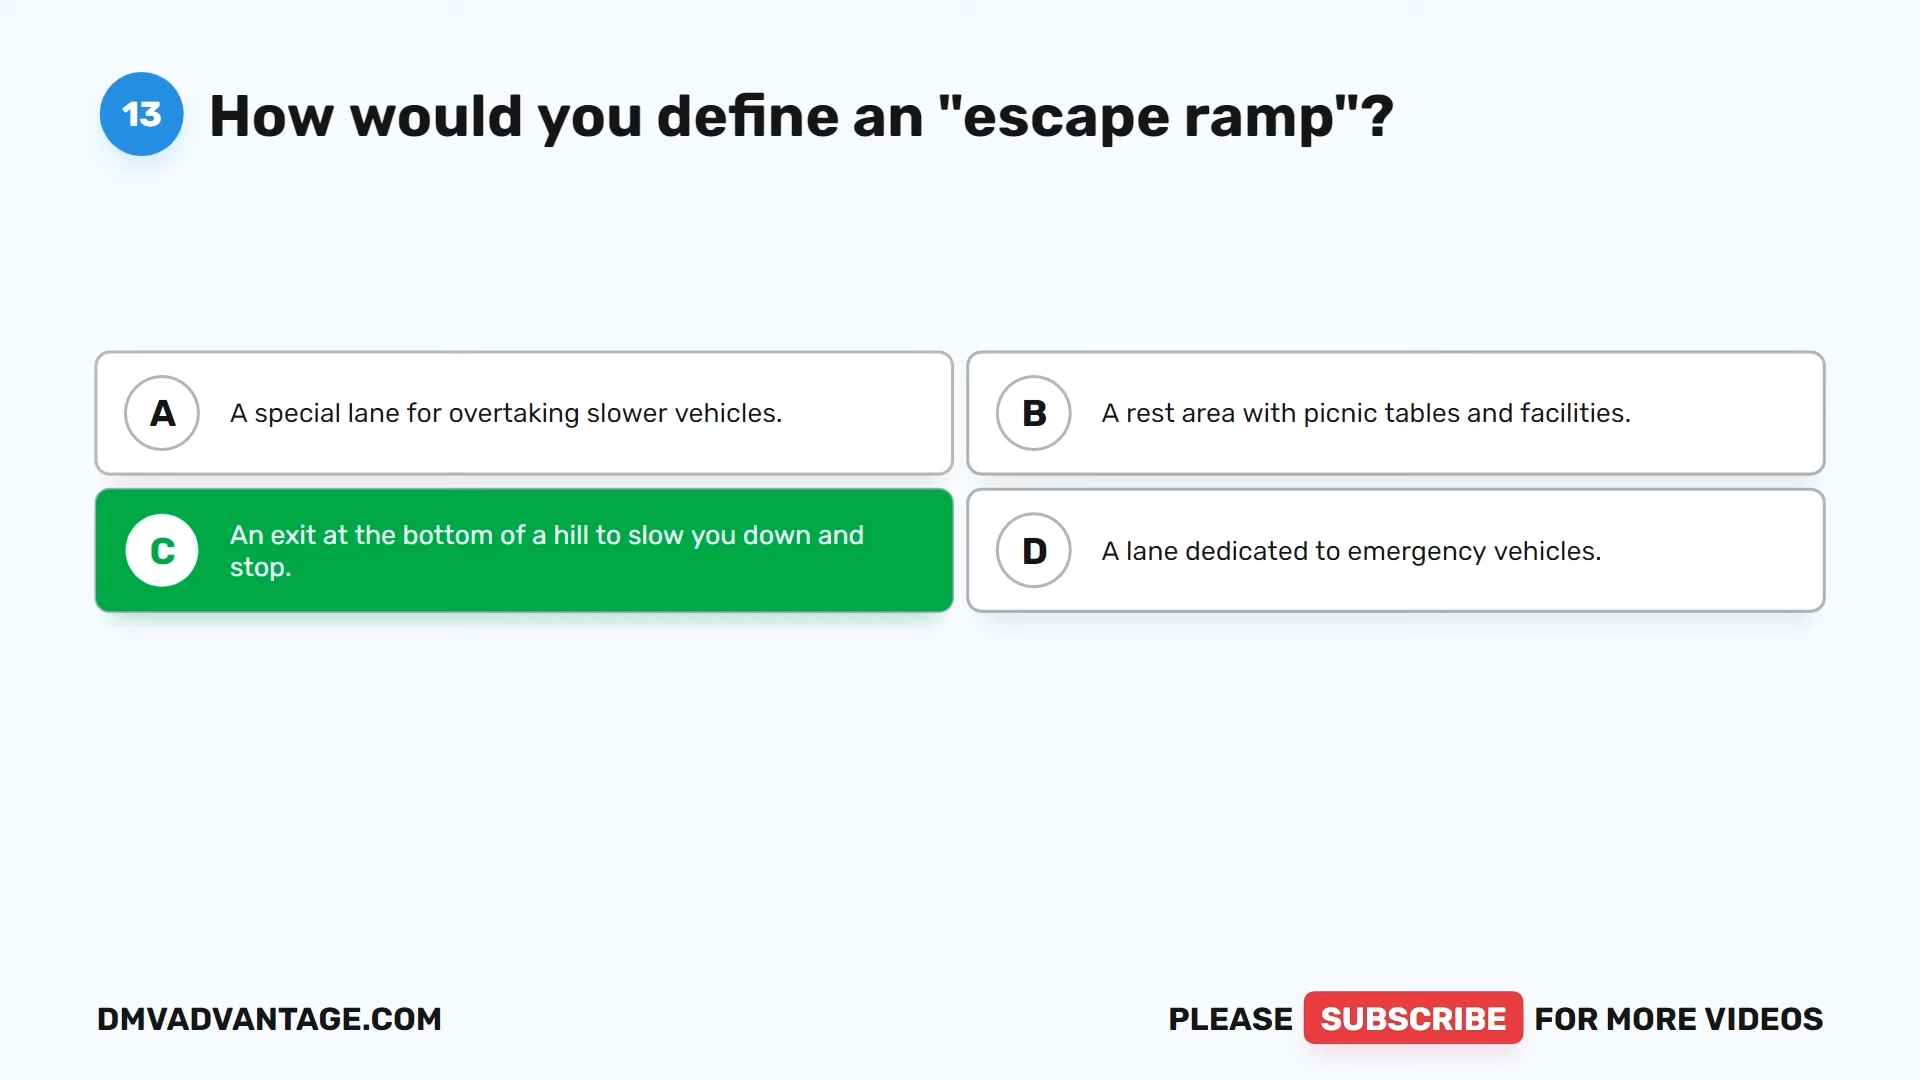 13 How would you define an "escape ramp"?
A A special lane for overtaking slower vehicles.
B A rest area with picnic tables and facilities.
C An exit at the bottom of a hill to slow you down and
stop.
D A lane dedicated to emergency vehicles.
DMVADVANTAGE.COM
PLEASE SUBSCRIBE FOR MORE VIDEOS